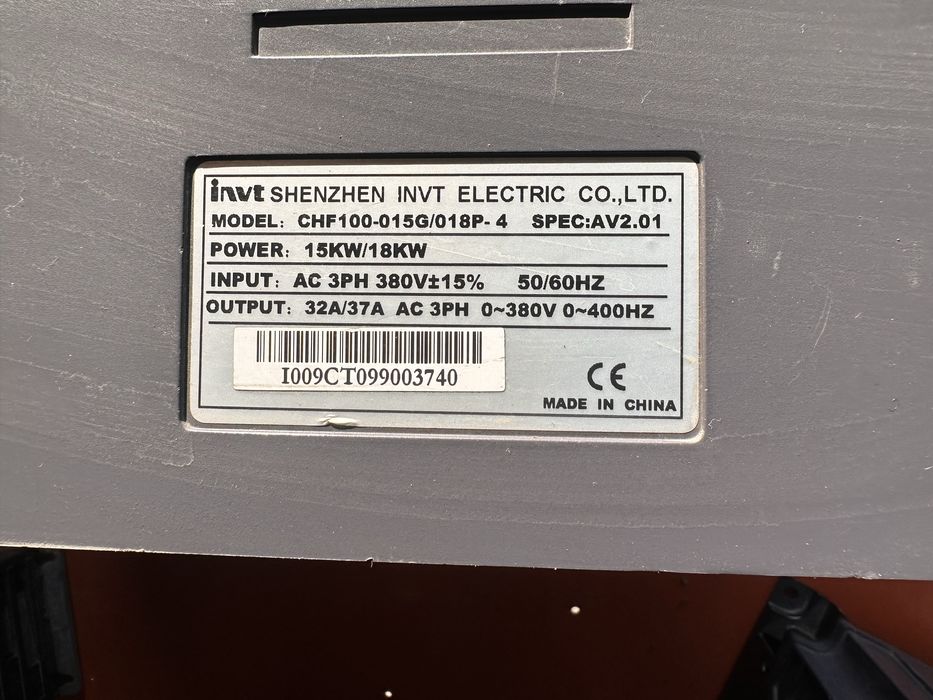 invt SHENZHEN INVT ELECTRIC CO.,LTD.
MODEL: CHF100-015G/018P-4 SPEC:AV2.01
POWER: 15KW/18KW
INPUT: AC 3PH 380V±15% 50/60HZ
OUTPUT: 32A/37A AC 3PH 0~380V 0~400HZ
I009CT099003740
CE
MADE IN CHINA